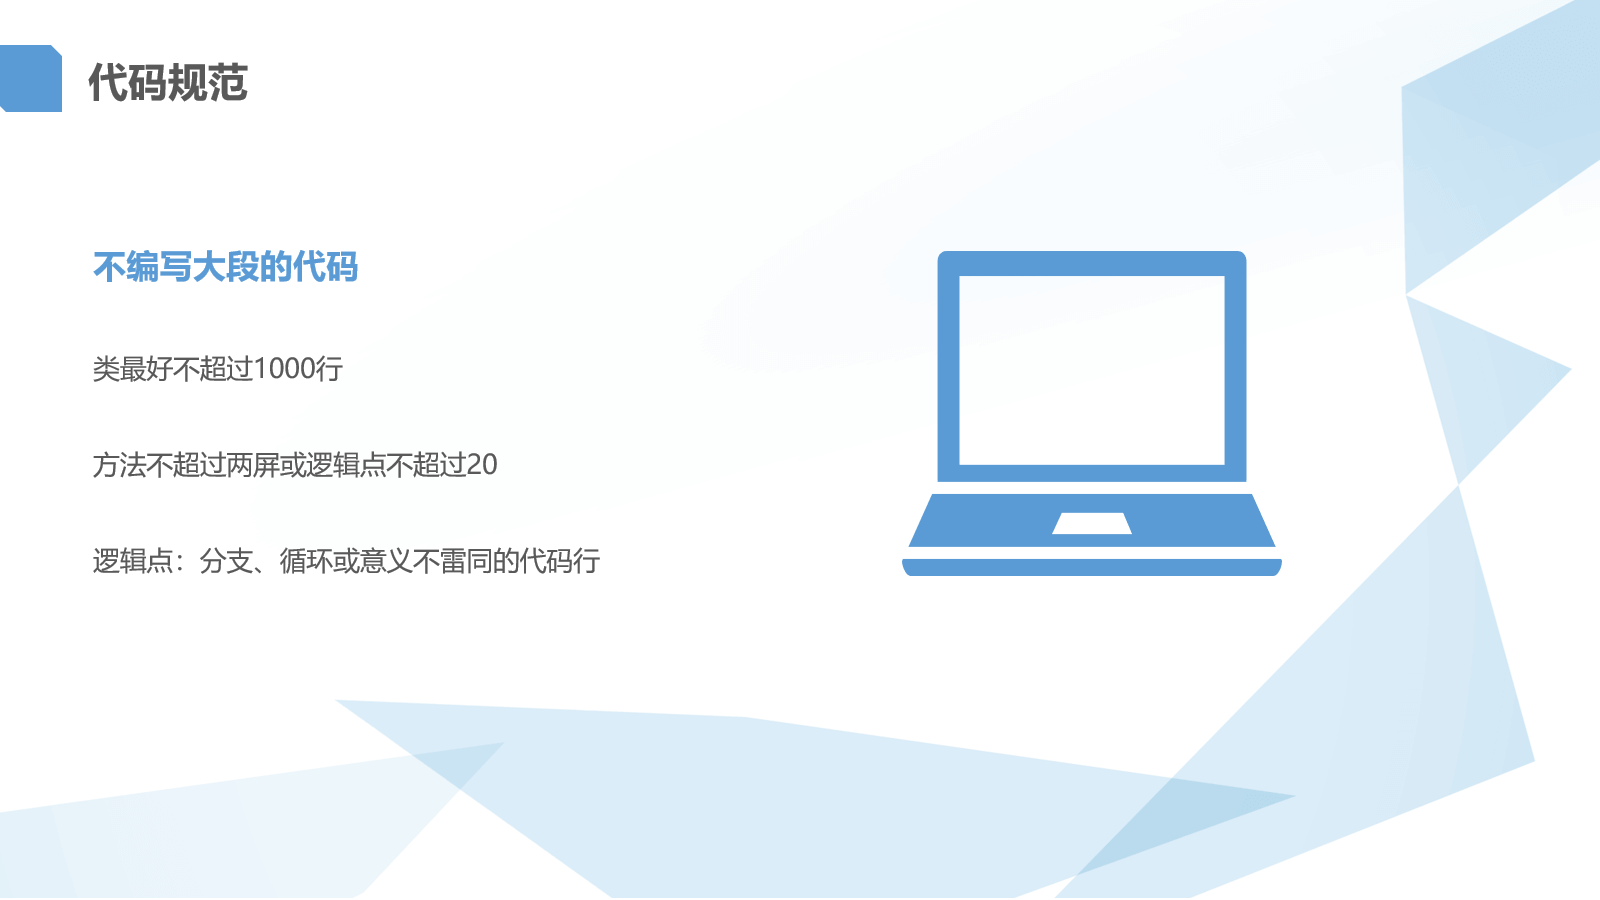 代码规范
不编写大段的代码
类最好不超过1000行
方法不超过两屏或逻辑点不超过20
逻辑点：分支、循环或意义不雷同的代码行